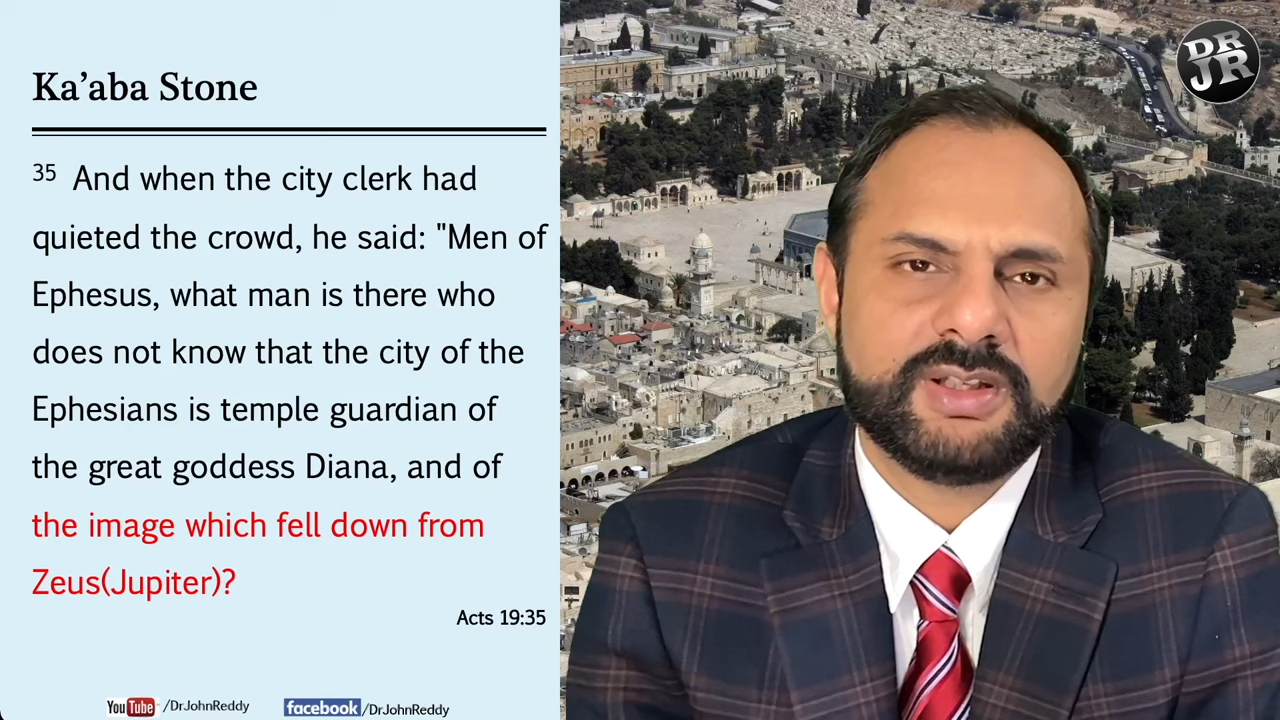 Ka’aba Stone
35 And when the city clerk had
quieted the crowd, he said: "Men of
Ephesus, what man is there who
does not know that the city of the
Ephesians is temple guardian of
the great goddess Diana, and of
the image which fell down from
Zeus(Jupiter)?
Acts 19:35
YouTube /DrJohnReddy
facebook /DrJohnReddy
DR
JR